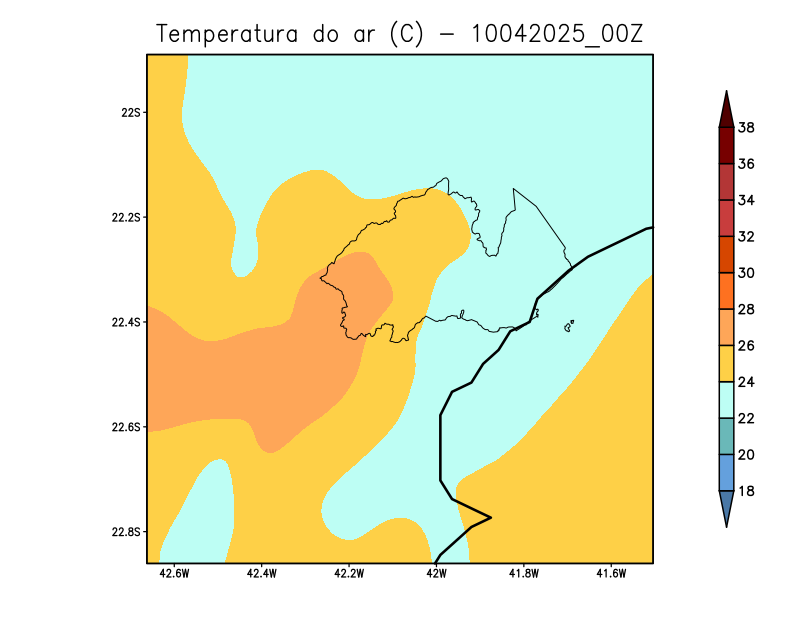 Temperatura do ar (C) - 10042025_00Z
22S
22.2S
22.4S
22.6S
22.8S
42.6W
42.4W
42.2W
42W
41.8W
41.6W
38
36
34
32
30
28
26
24
22
20
18